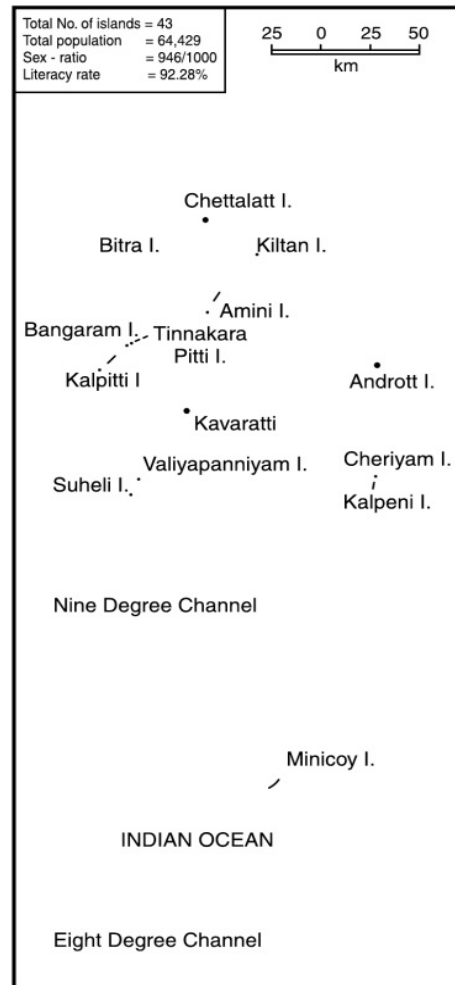 Total No. of islands = 43
Total population = 64,429
Sex - ratio = 946/1000
Literacy rate = 92.28%
25 0 25 50
km
Chettalatt I.
Bitra I.
Kiltan I.
Amini I.
Bangaram I.
Tinnakara
Pitti I.
Kalpitti I
Andrott I.
Kavaratti
Valiyapanniyam I.
Cheriyam I.
Suheli I.
Kalpeni I.
Nine Degree Channel
Minicoy I.
INDIAN OCEAN
Eight Degree Channel